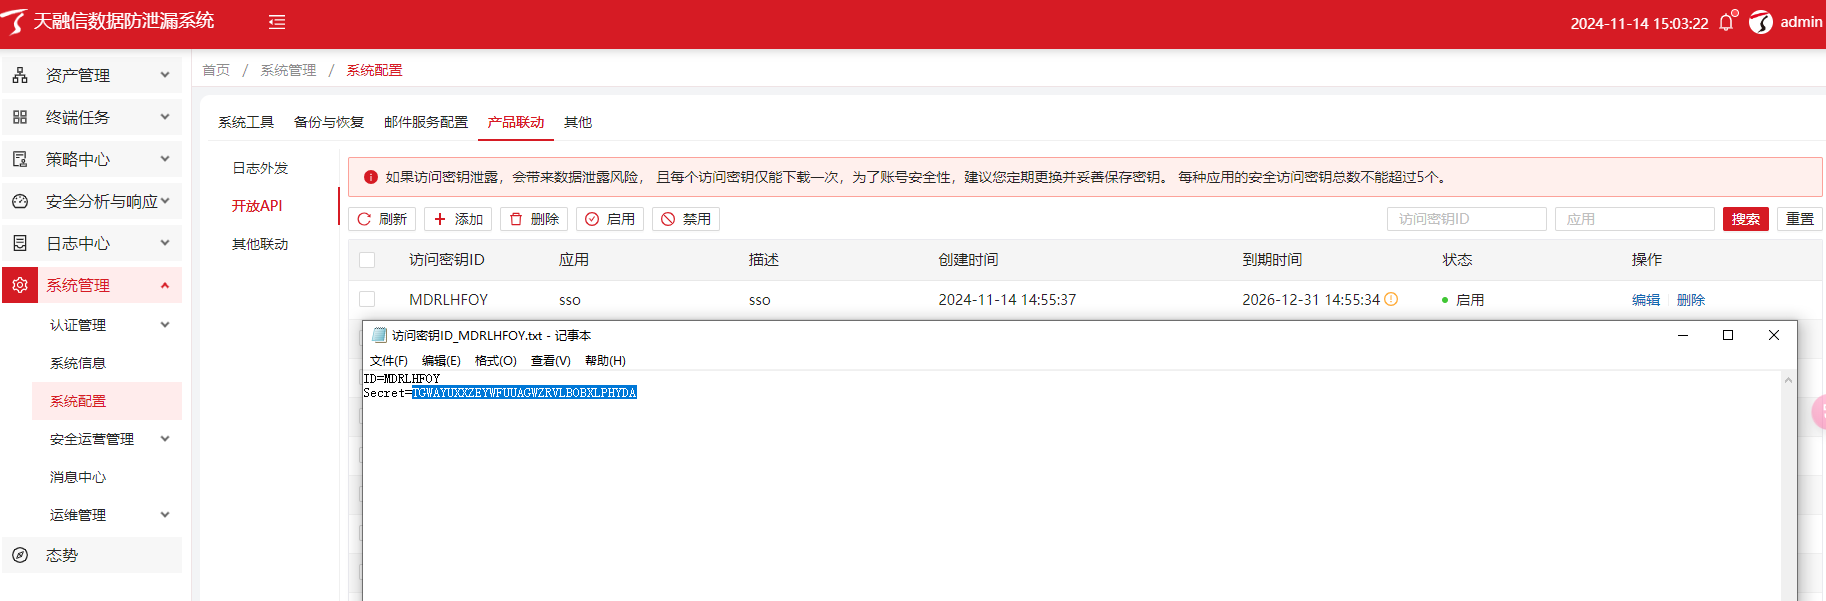 天融信数据防泄漏系统
2024-11-14 15:03:22
admin
资产管理
终端任务
策略中心
安全分析与响应
日志中心
系统管理
认证管理
系统信息
系统配置
安全运营管理
消息中心
运维管理
态势
首页 / 系统管理 / 系统配置
系统工具 备份与恢复 邮件服务配置 产品联动 其他
日志外发
开放API
其他联动
如果访问密钥泄露，会带来数据泄露风险， 且每个访问密钥仅能下载一次，为了账号安全性，建议您定期更换并妥善保存密钥。 每种应用的安全访问密钥总数不能超过5个。
刷新 添加 删除 启用 禁用 访问密钥ID 应用 搜索 重置
访问密钥ID 应用 描述 创建时间 到期时间 状态 操作
MDRLHFOY sso sso 2024-11-14 14:55:37 2026-12-31 14:55:34 启用 编辑 删除
访问密钥ID_MDRLHFOY.txt - 记事本
文件(F) 编辑(E) 格式(O) 查看(V) 帮助(H)
ID=MDRLHFOY
Secret=TGWAYUXXZEYWFUUAGWZRVLBOBXLPHYDA